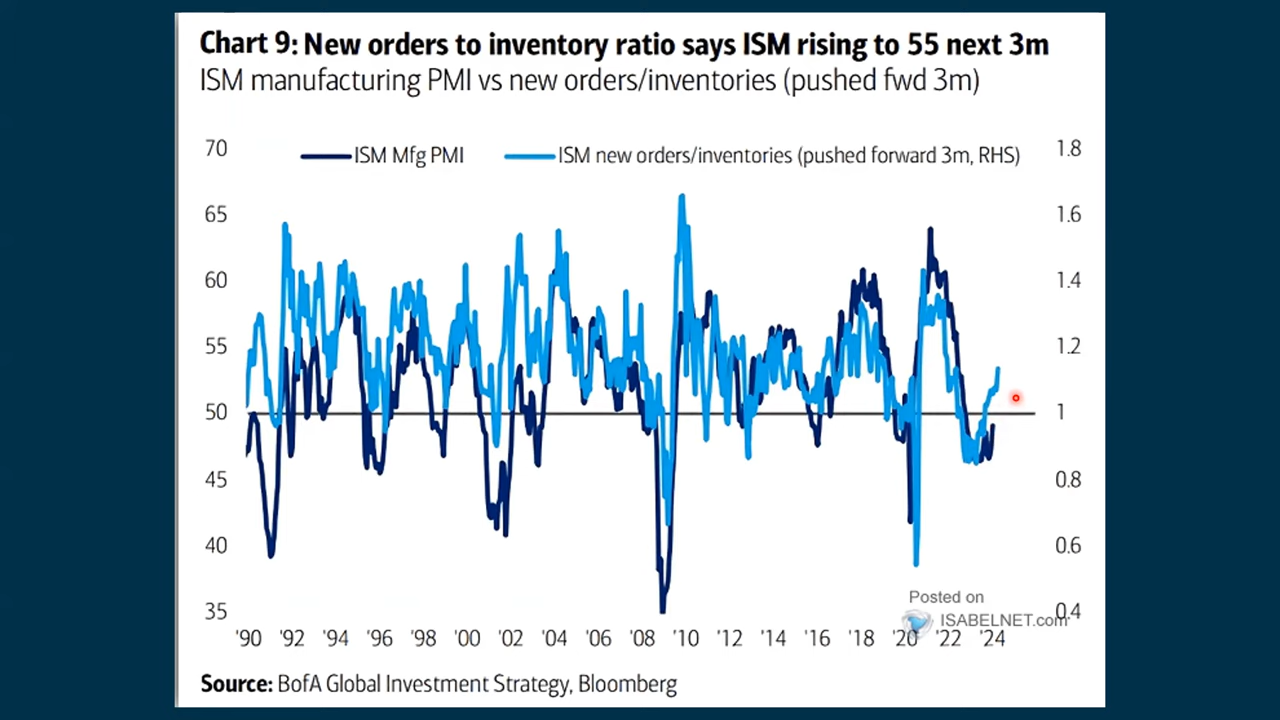 Chart 9: New orders to inventory ratio says ISM rising to 55 next 3m
ISM manufacturing PMI vs new orders/inventories (pushed fwd 3m)
70
ISM Mfg PMI
ISM new orders/inventories (pushed forward 3m, RHS)
1.8
65
1.6
60
1.4
55
1.2
50
1
45
0.8
40
0.6
35
0.4
Posted on
ISABELNET.com
'90 '92 '94 '96 '98 '00 '02 '04 '06 '08 '10 '12 '14 '16 '18 '20 '22 '24
Source: BofA Global Investment Strategy, Bloomberg